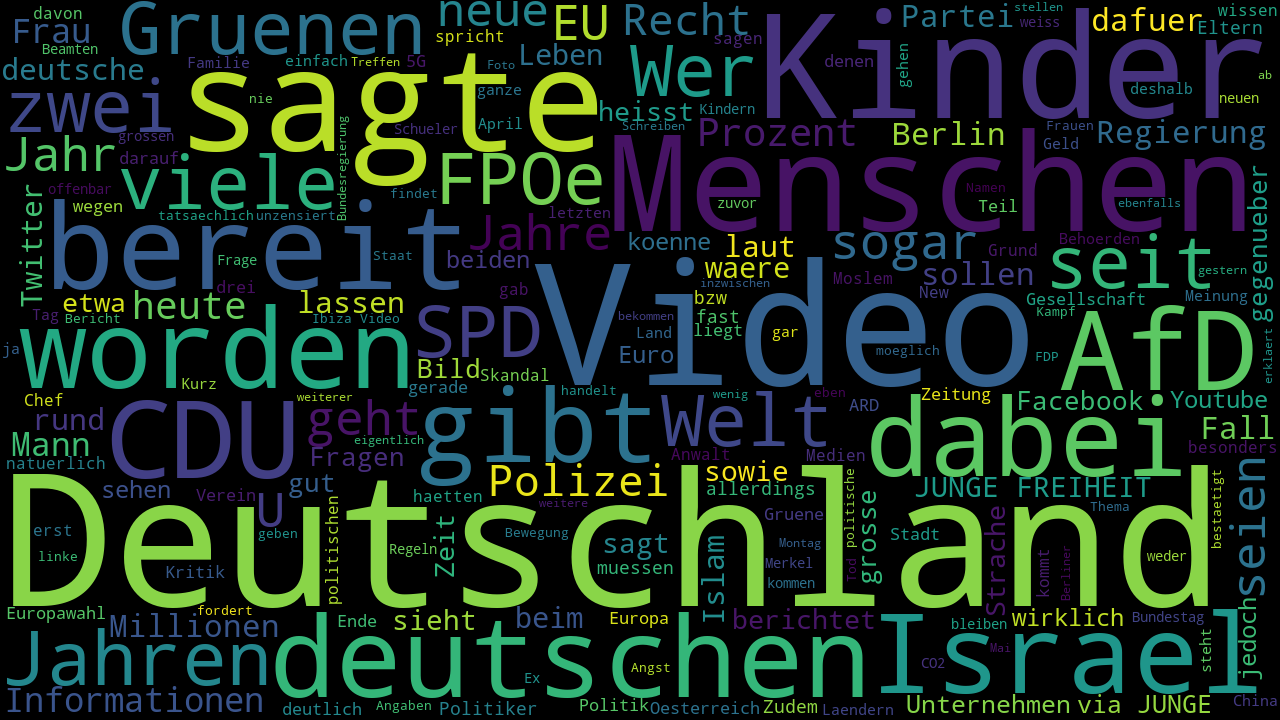 davon
Frau
Beamten
Gruenen
neue
EU
Recht
stellen
weiss
Partei
dafuer
wissen
Eltern
spricht
sagen
deutsche
Familie
einfach
Treffen
5G
Foto
Leben
Wer
Kinder
denen
gehen
deshalb
ab
zwei
sagte
nie
ganze
heisst
Kindern
neuen
grossen
Schueler
April
Schreiben
Prozent
Berlin
Frauen
Geld
Regierung
Jahr
darauf
viele
Bundesregierung
FPOe
Menschen
offenbar
findet
zuvor
Namen
Teil
ebenfalls
Twitter
wegen
tatsaechlich
unzensiert
letzten
bereit
Jahre
koenne
laut
sogar
Grund
Behoerden
seit
gegenueber
Frage
Staat
beiden
waere
Moslem
sollen
gestern
drei
gab
inzwischen
etwa
heute
lassen
Video
bzw
New
Gesellschaft
Meinung
Tag
Bericht
Ibiza Video
SPD
bekommen
fast
Kampf
ja
worden
Land
liegt
gar
AfD
erklaert
Euro
moeglich
FDP
Kurz
Bild
Skandal
gerade
handelt
wenig
eben
Zeitung
Chef
weiterer
CDU
geht
gibt
Welt
ARD
dabei
Facebook
Youtube
rund
Mann
eigentlich
Fall
Fragen
Anwalt
Medien
besonders
natuerlich
Polizei
sowie
sehen
Verein
U
gut
haetten
weitere
allerdings
politische
grosse
JUNGE FREIHEIT
bestaetigt
seien
erst
geben
politischen
Zeit
Bewegung
Gruene
Thema
linke
Deutschland
Regeln
sagt
Islam
Montag
Stadt
Strache
weder
Kritik
muessen
Merkel
kommen
Tod
kommt
Berliner
Europawahl
fordert
Millionen
Ende
sieht
beim
Europa
berichtet
bleiben
wirklich
Bundestag
jedoch
Jahren
deutschen
Angst
Israel
CO2
Mai
steht
Ex
Informationen
deutlich
Angaben
Politiker
Politik
Oesterreich
Zudem
Laendern
Unternehmen
via JUNGE
China